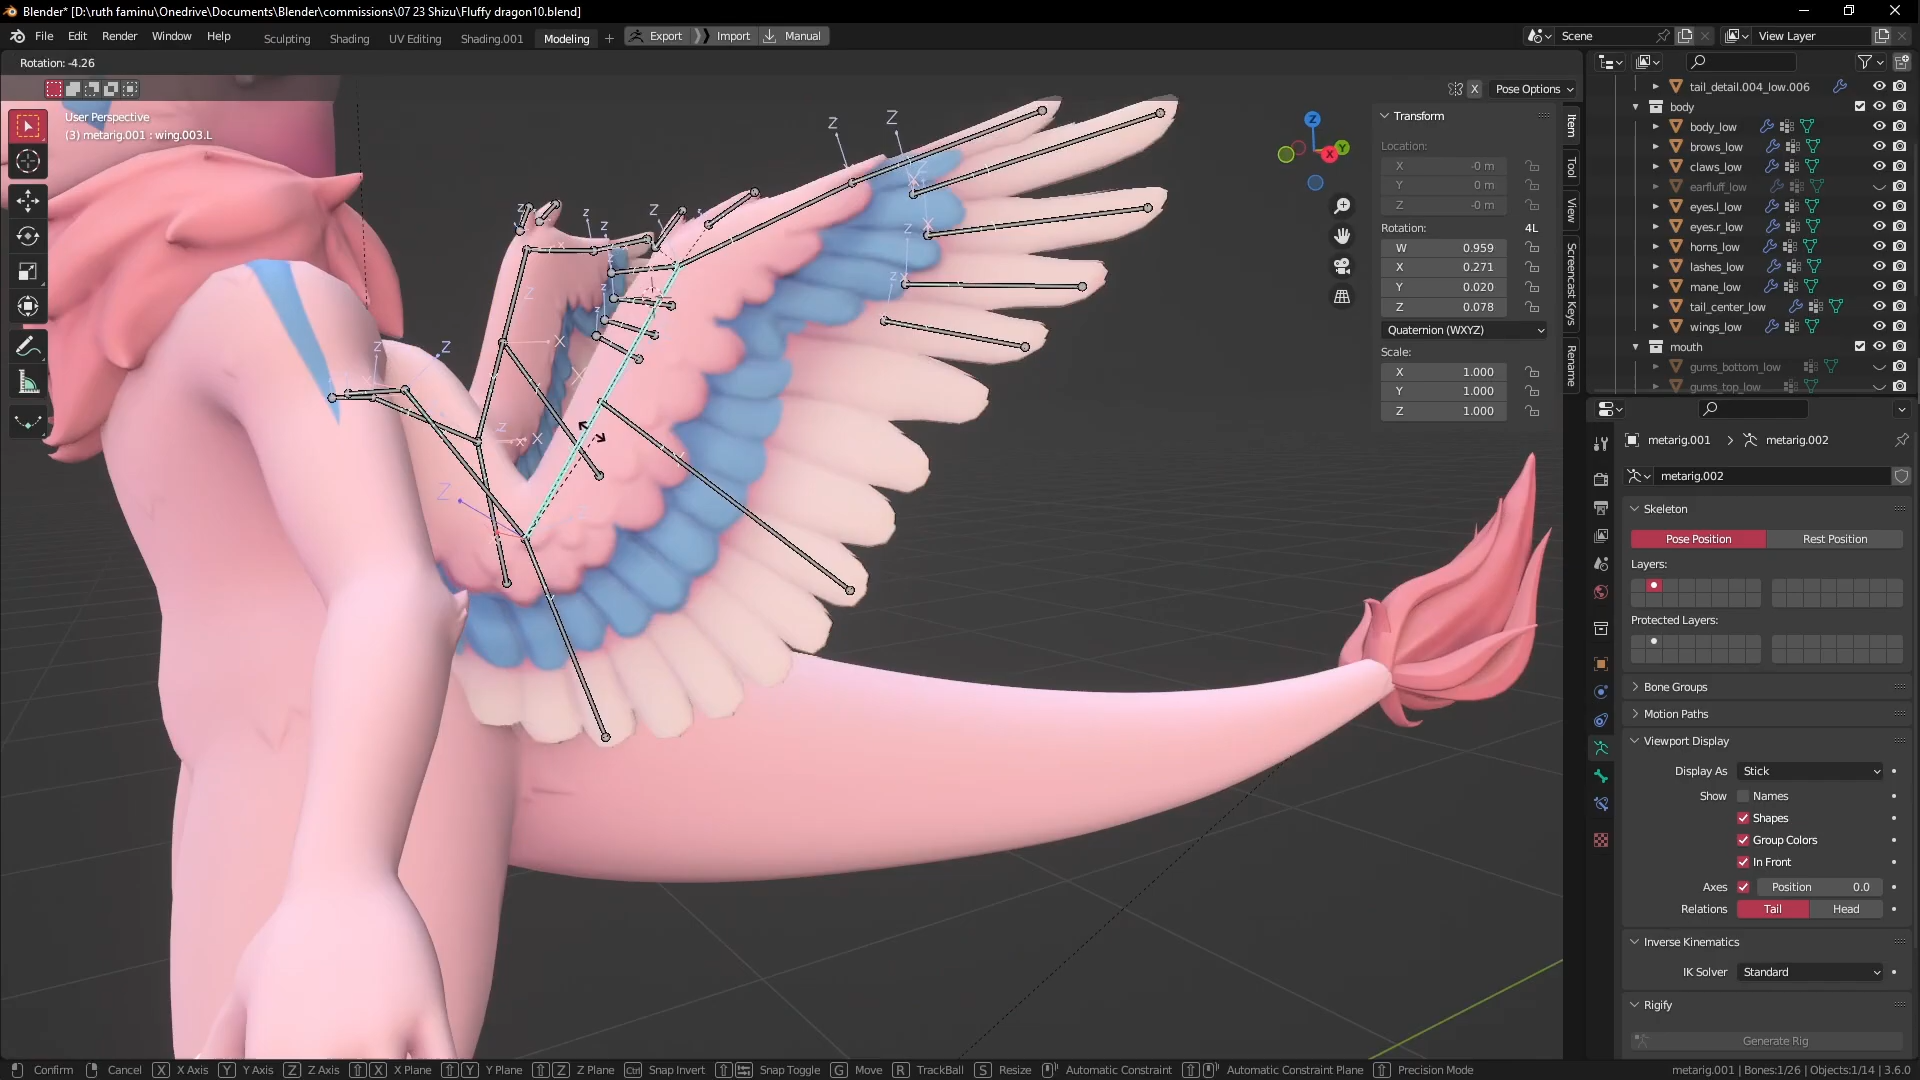 Blender* [D:\ruth faminu\Onedrive\Documents\Blender\commissions\07 23 Shizu\Fluffy dragon10.blend]
File Edit Render Window Help Sculpting Shading UV Editing Shading.001 Modeling + Export Import Manual Scene View Layer
Rotation: -4.26
X Pose Options
User Perspective
(3) metarig.001 : wing.003.L
Transform
Location:
X -0 m
Y 0 m
Z -0 m
Rotation: 4L
W 0.959
X 0.271
Y 0.020
Z 0.078
Quaternion (WXYZ)
Scale:
X 1.000
Y 1.000
Z 1.000
Item
Tool
View
Screencast Keys
Rename
tail_detail.004_low.006
body
body_low
brows_low
claws_low
earfluff_low
eyes.l_low
eyes.r_low
horns_low
lashes_low
mane_low
tail_center_low
wings_low
mouth
gums_bottom_low
gums_top_low
metarig.001 > metarig.002
metarig.002
Skeleton
Pose Position Rest Position
Layers:
Protected Layers:
Bone Groups
Motion Paths
Viewport Display
Display As Stick
Show Names
Shapes
Group Colors
In Front
Axes Position 0.0
Relations Tail Head
Inverse Kinematics
IK Solver Standard
Rigify
Generate Rig
Confirm Cancel X X Axis Y Y Axis Z Z Axis X X Plane Y Y Plane Z Z Plane Ctrl Snap Invert Snap Toggle G Move R TrackBall S Resize Automatic Constraint Automatic Constraint Plane Precision Mode metarig.001 | Bones:1/26 | Objects:1/14 | 3.6.0